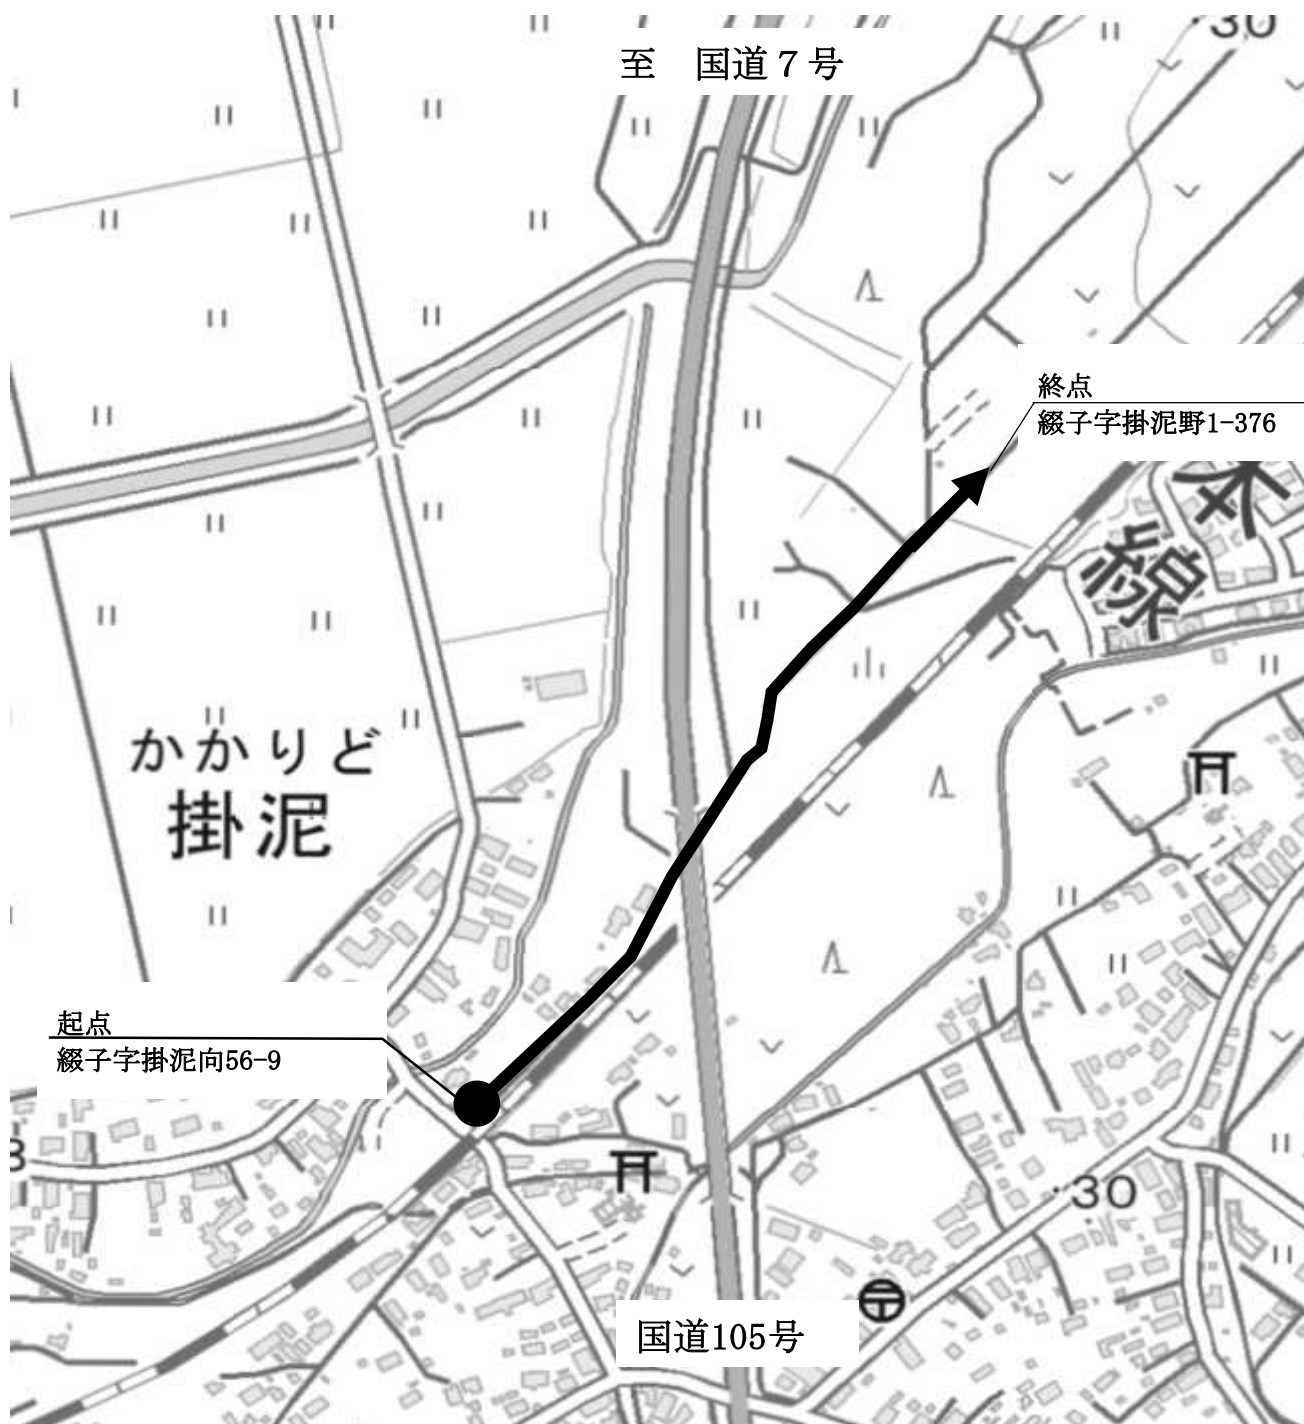 ・30
至 国道7号
終点
綴子字掛泥野1-376
線
かかりど
掛泥
起点
綴子字掛泥向56-9
・30
国道105号